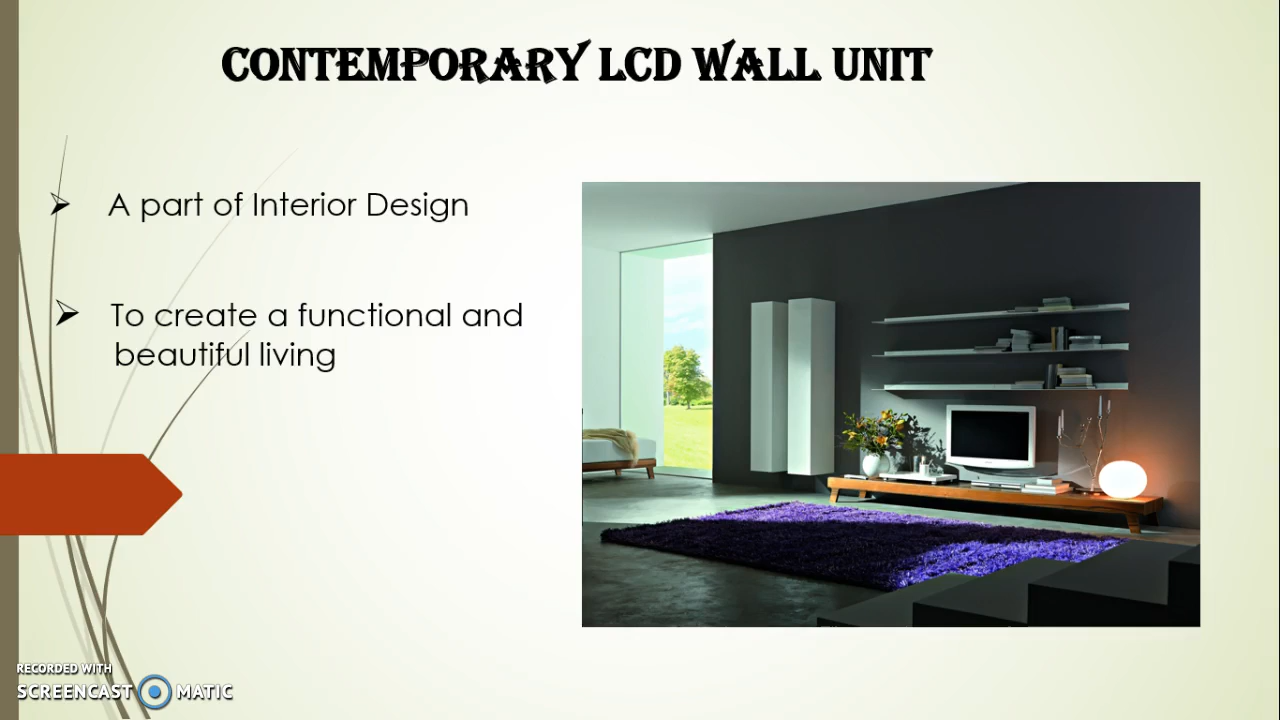 CONTEMPORARY LCD WALL UNIT
A part of Interior Design
To create a functional and
beautiful living
RECORDED WITH
SCREENCAST MATIC